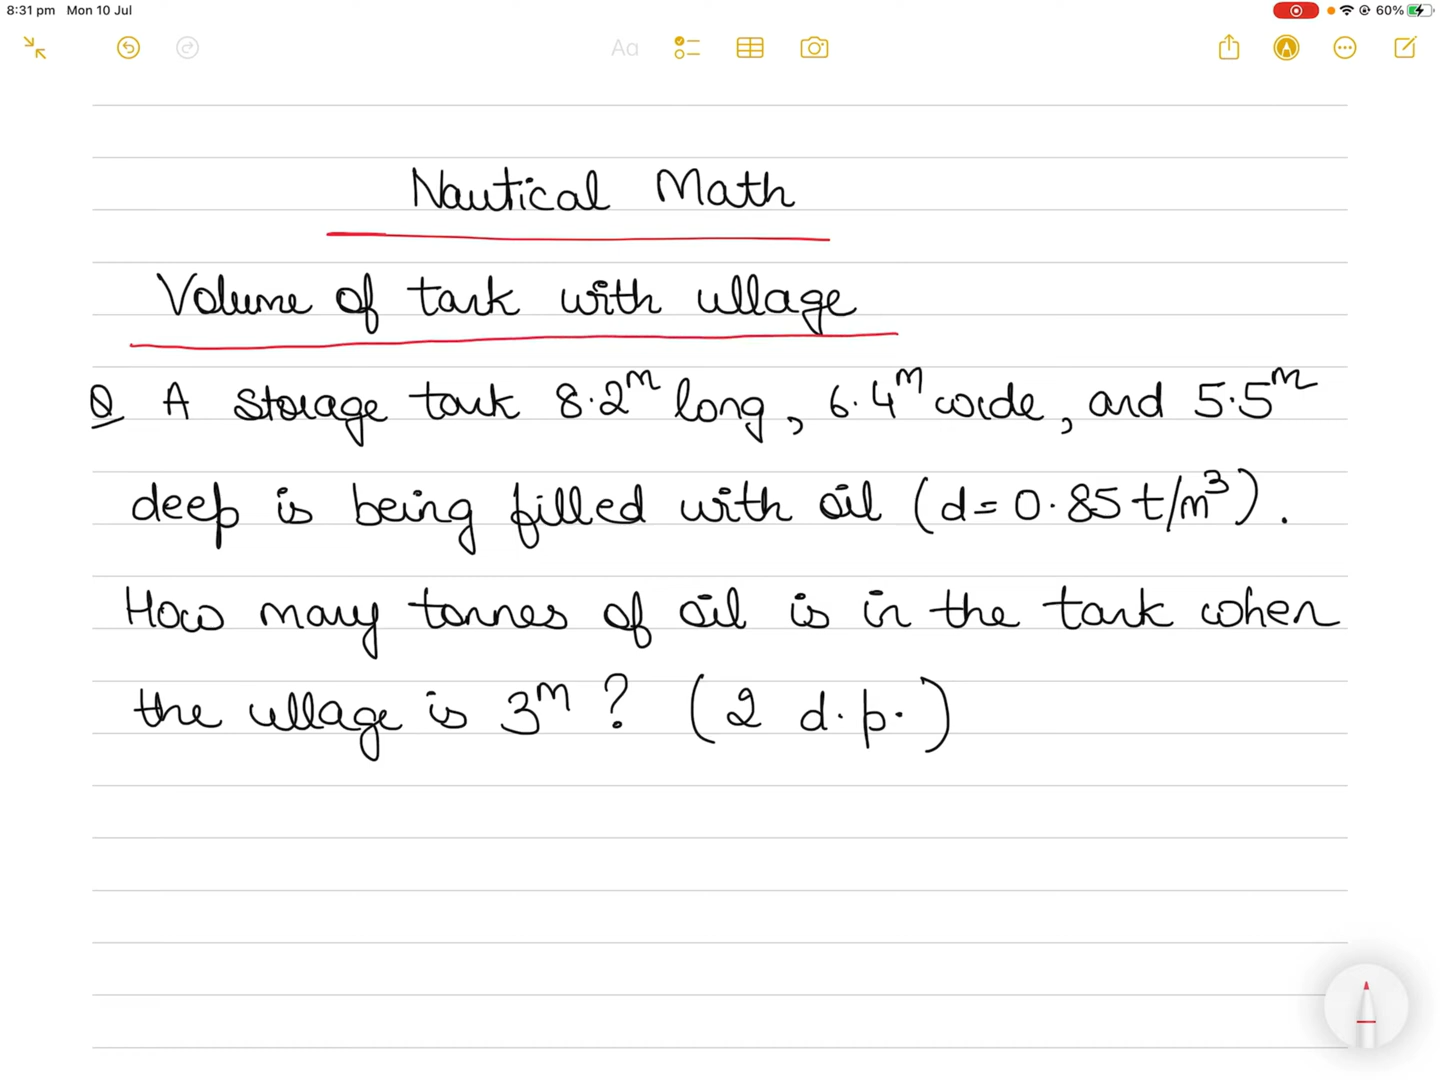 8:31 pm Mon 10 Jul
60%
Aa
Nautical Math
Volume of tank with ullage
Q A storage tank 8.2ᵐ long, 6.4ᵐ wide, and 5.5ᵐ
deep is being filled with oil (d=0.85t/m³).
How many tonnes of oil is in the tank when
the ullage is 3ᵐ? (2 d.p.)